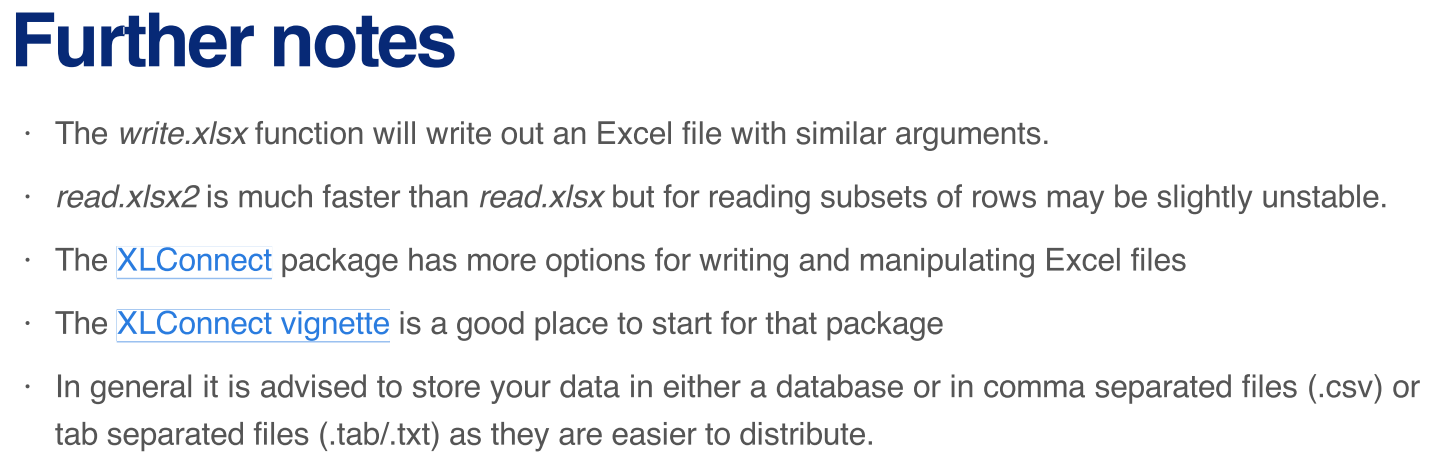 Further notes
· The write.xlsx function will write out an Excel file with similar arguments.
· read.xlsx2 is much faster than read.xlsx but for reading subsets of rows may be slightly unstable.
· The XLConnect package has more options for writing and manipulating Excel files
· The XLConnect vignette is a good place to start for that package
· In general it is advised to store your data in either a database or in comma separated files (.csv) or
tab separated files (.tab/.txt) as they are easier to distribute.